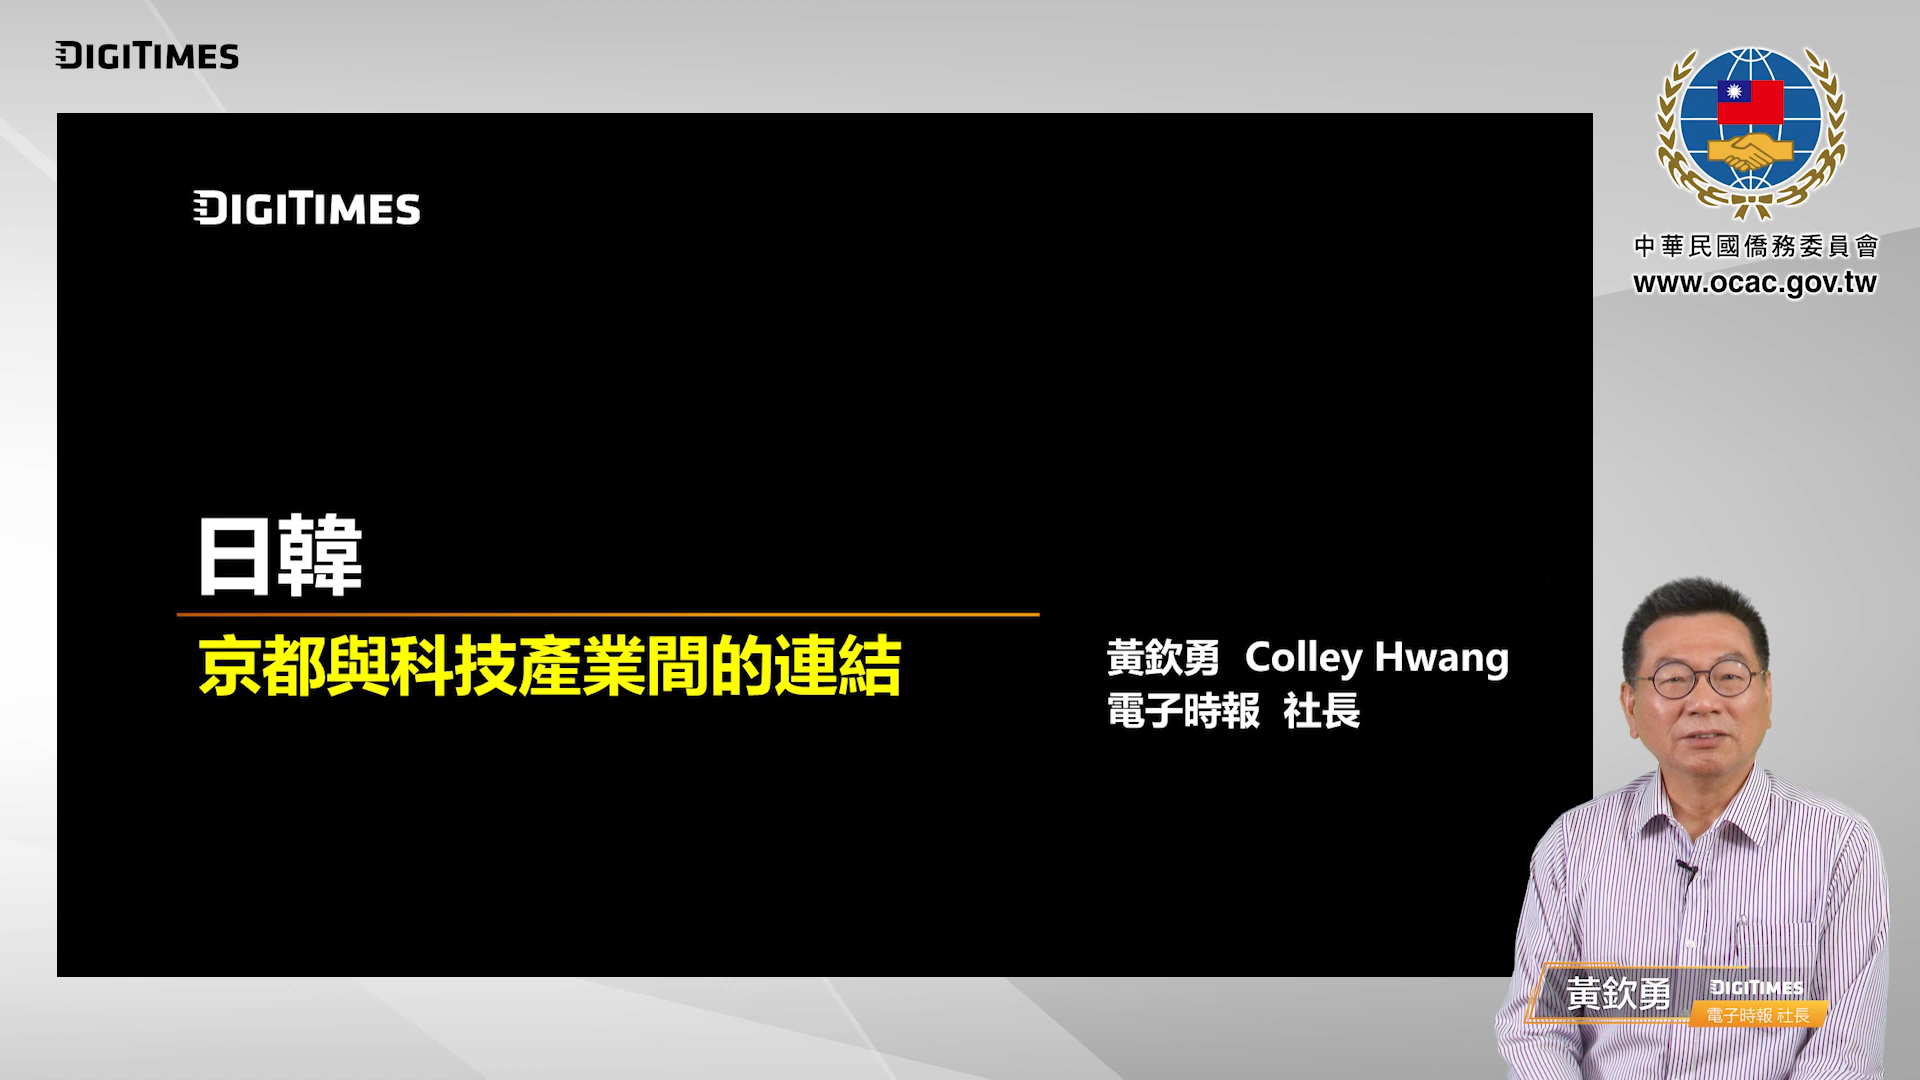 DIGITIMES
中華民國僑務委員會
www.ocac.gov.tw
DIGITIMES
日韓
京都與科技產業間的連結
黃欽勇 Colley Hwang
電子時報 社長
黃欽勇
DIGITIMES
電子時報 社長